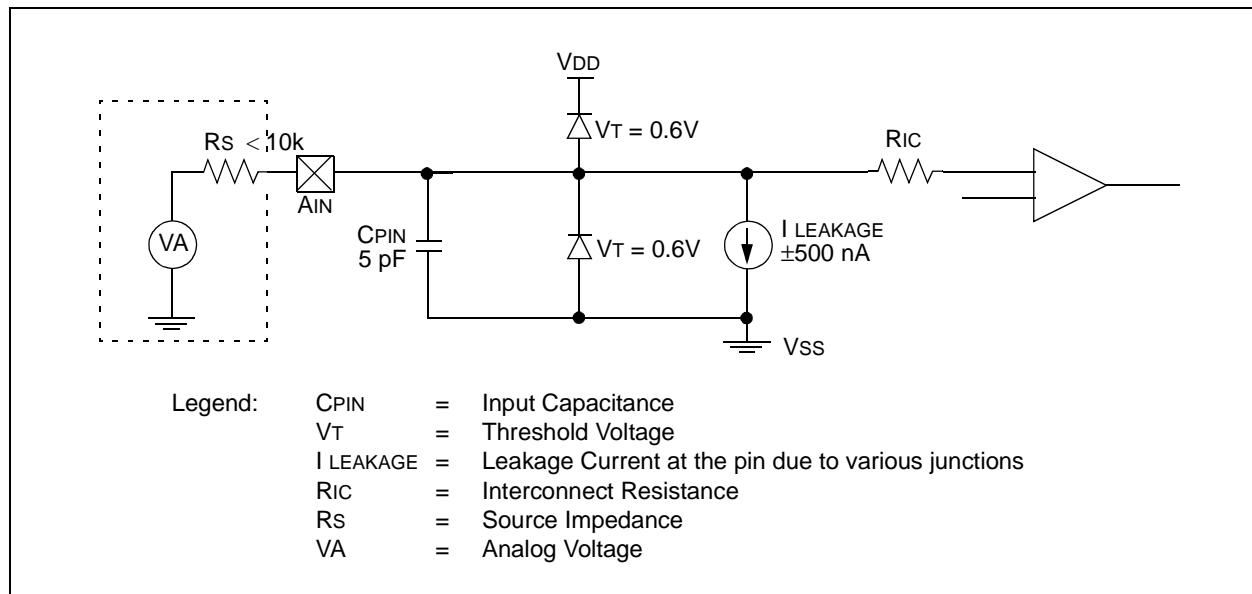 VDD
VT = 0.6V
RS < 10k
RIC
AIN
CPIN
5 pF
VT = 0.6V
I LEAKAGE
±500 nA
VA
VSS
Legend: CPIN = Input Capacitance
VT = Threshold Voltage
I LEAKAGE = Leakage Current at the pin due to various junctions
RIC = Interconnect Resistance
RS = Source Impedance
VA = Analog Voltage